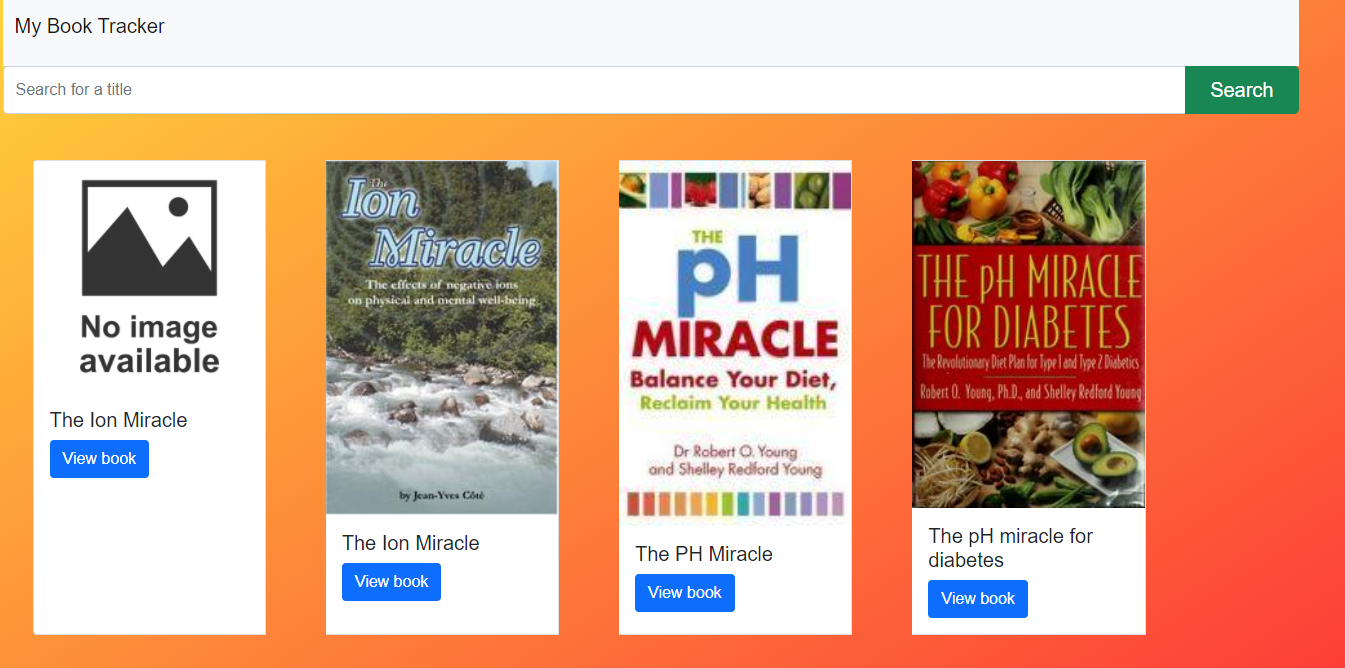 My Book Tracker
Search for a title
Search
No image
available
The Ion Miracle
View book
The
Ion
Miracle
The effects of negative ions
on physical and mental well-being
by Jean-Yves Côté
The Ion Miracle
View book
THE
pH
MIRACLE
Balance Your Diet,
Reclaim Your Health
Dr Robert O. Young
and Shelley Redford Young
The PH Miracle
View book
THE pH MIRACLE
FOR DIABETES
The Revolutionary Diet Plan for Type 1 and Type 2 Diabetics
Robert O. Young, Ph.D., and Shelley Redford Young
The pH miracle for
diabetes
View book